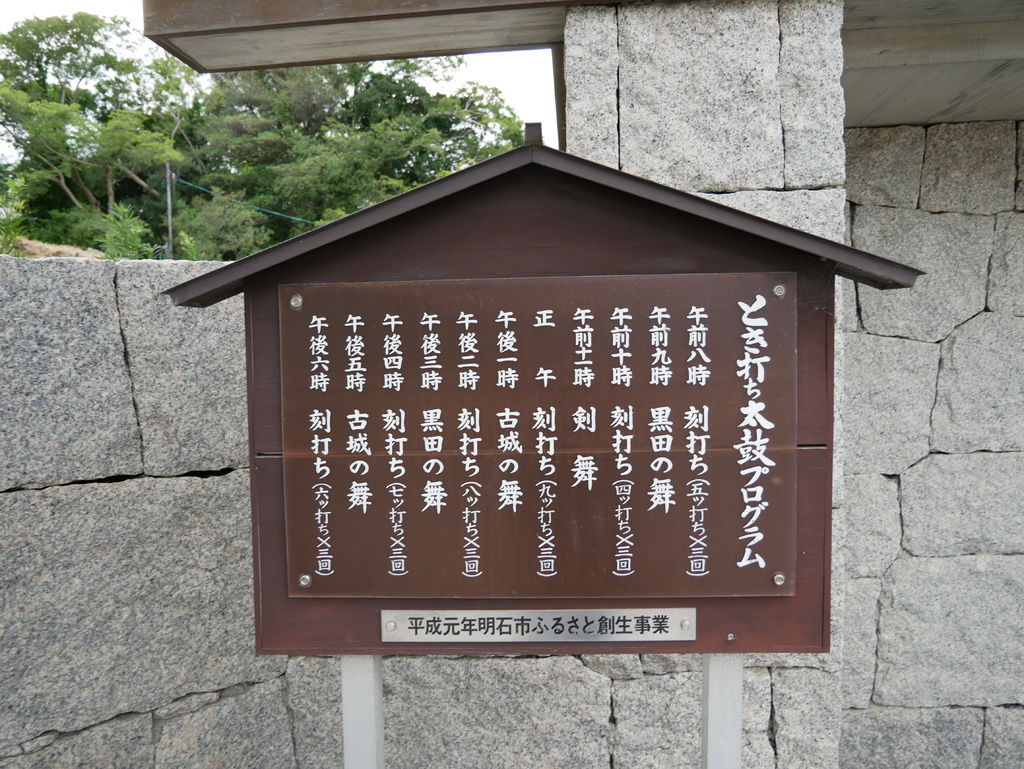 とき打ち太鼓プログラム
午前八時 刻打ち(五ッ打ち×三回)
午前九時 黒田の舞
午前十時 刻打ち(四ッ打ち×三回)
午前十一時 剣舞
正午 刻打ち(九ッ打ち×三回)
午後一時 古城の舞
午後二時 刻打ち(八ッ打ち×三回)
午後三時 黒田の舞
午後四時 刻打ち(七ッ打ち×三回)
午後五時 古城の舞
午後六時 刻打ち(六ッ打ち×三回)
平成元年明石市ふるさと創生事業